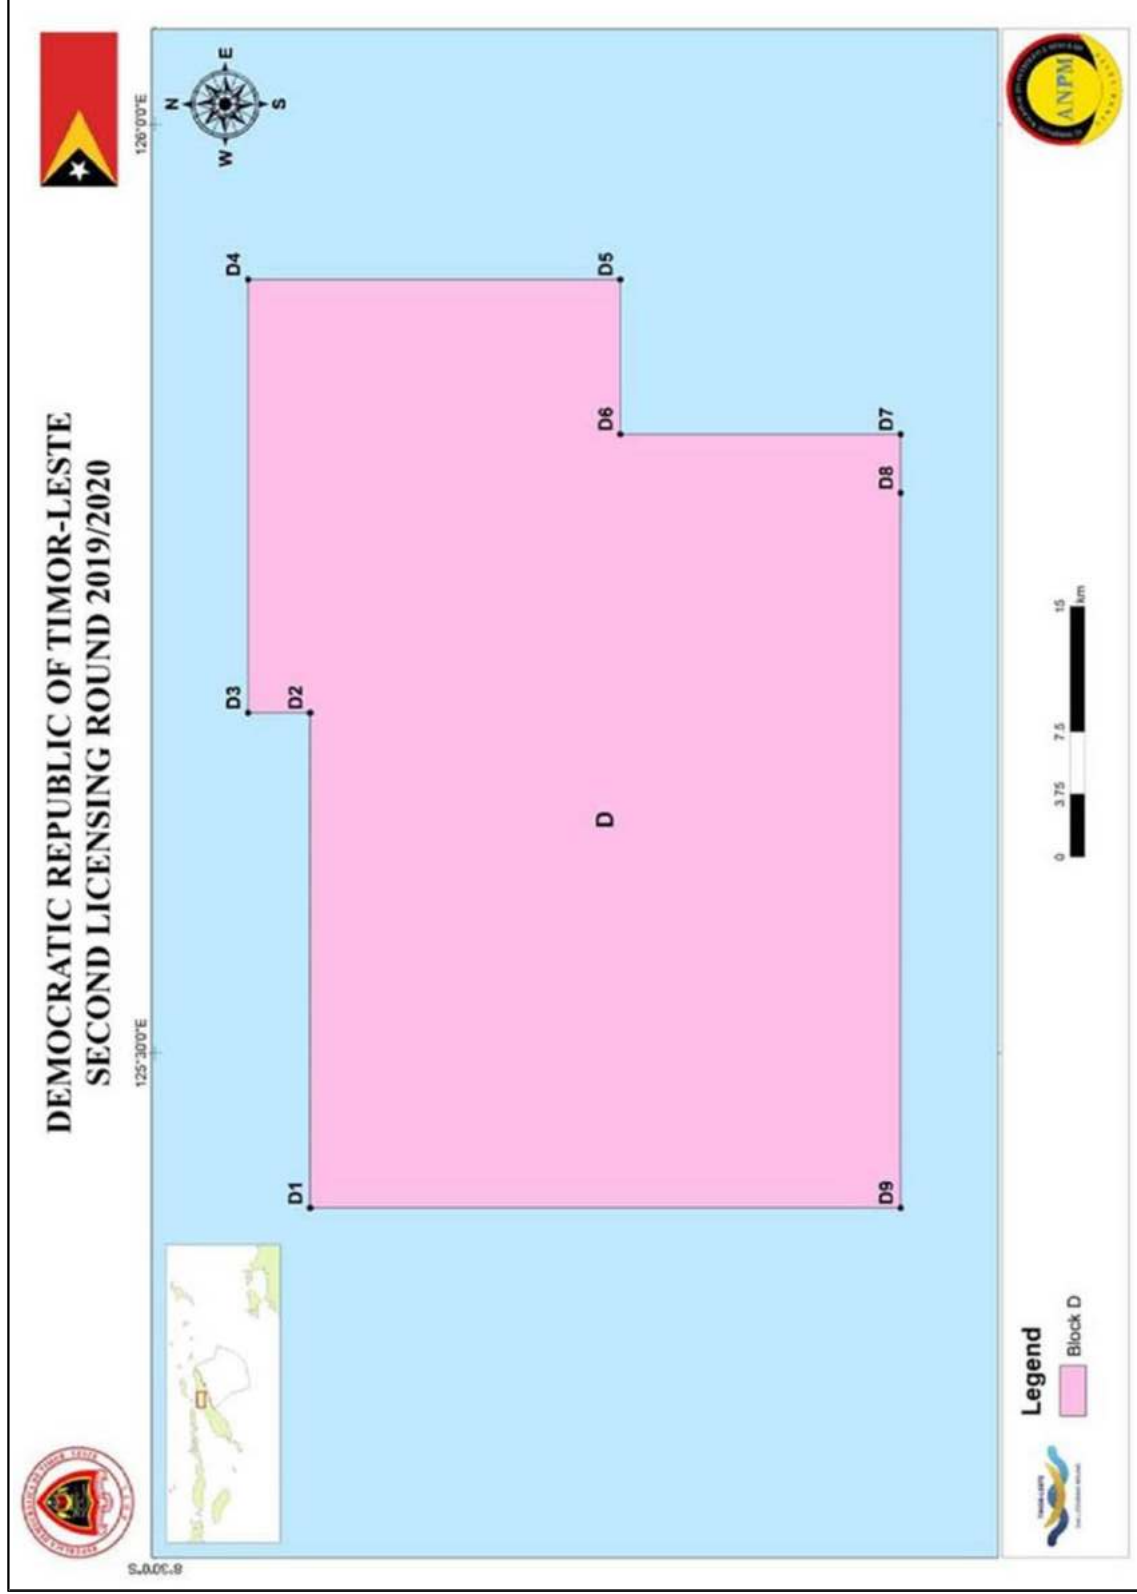 DEMOCRATIC REPUBLIC OF TIMOR-LESTE
SECOND LICENSING ROUND 2019/2020
125°30'0"E
126°0'0"E
8°30'0"S
N
W
E
S
D1
D2
D3
D4
D5
D6
D7
D8
D9
D
Legend
Block D
0
3.75
7.5
15
km
ANPM
TIMOR-LESTE